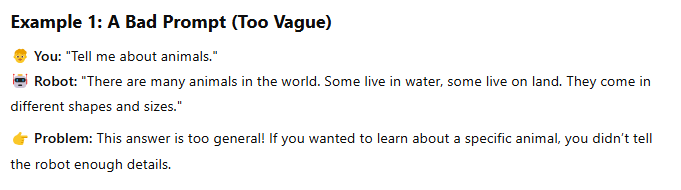 Example 1: A Bad Prompt (Too Vague)
You: "Tell me about animals."
Robot: "There are many animals in the world. Some live in water, some live on land. They come in
different shapes and sizes."
Problem: This answer is too general! If you wanted to learn about a specific animal, you didn't tell
the robot enough details.